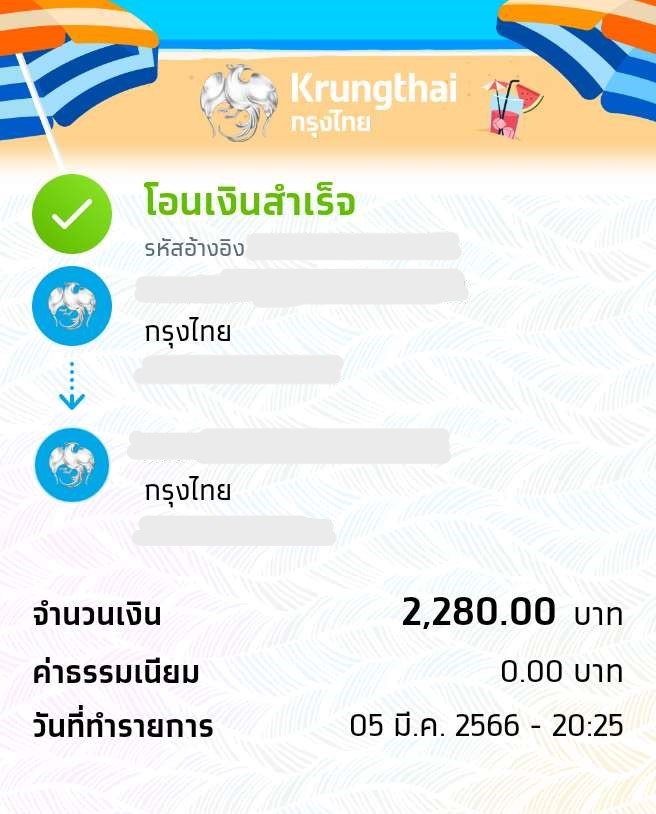 Krungthai
กรุงไทย
โอนเงินสำเร็จ
รหัสอ้างอิง
กรุงไทย
กรุงไทย
จำนวนเงิน 2,280.00 บาท
ค่าธรรมเนียม 0.00 บาท
วันที่ทำรายการ 05 มี.ค. 2566 - 20:25